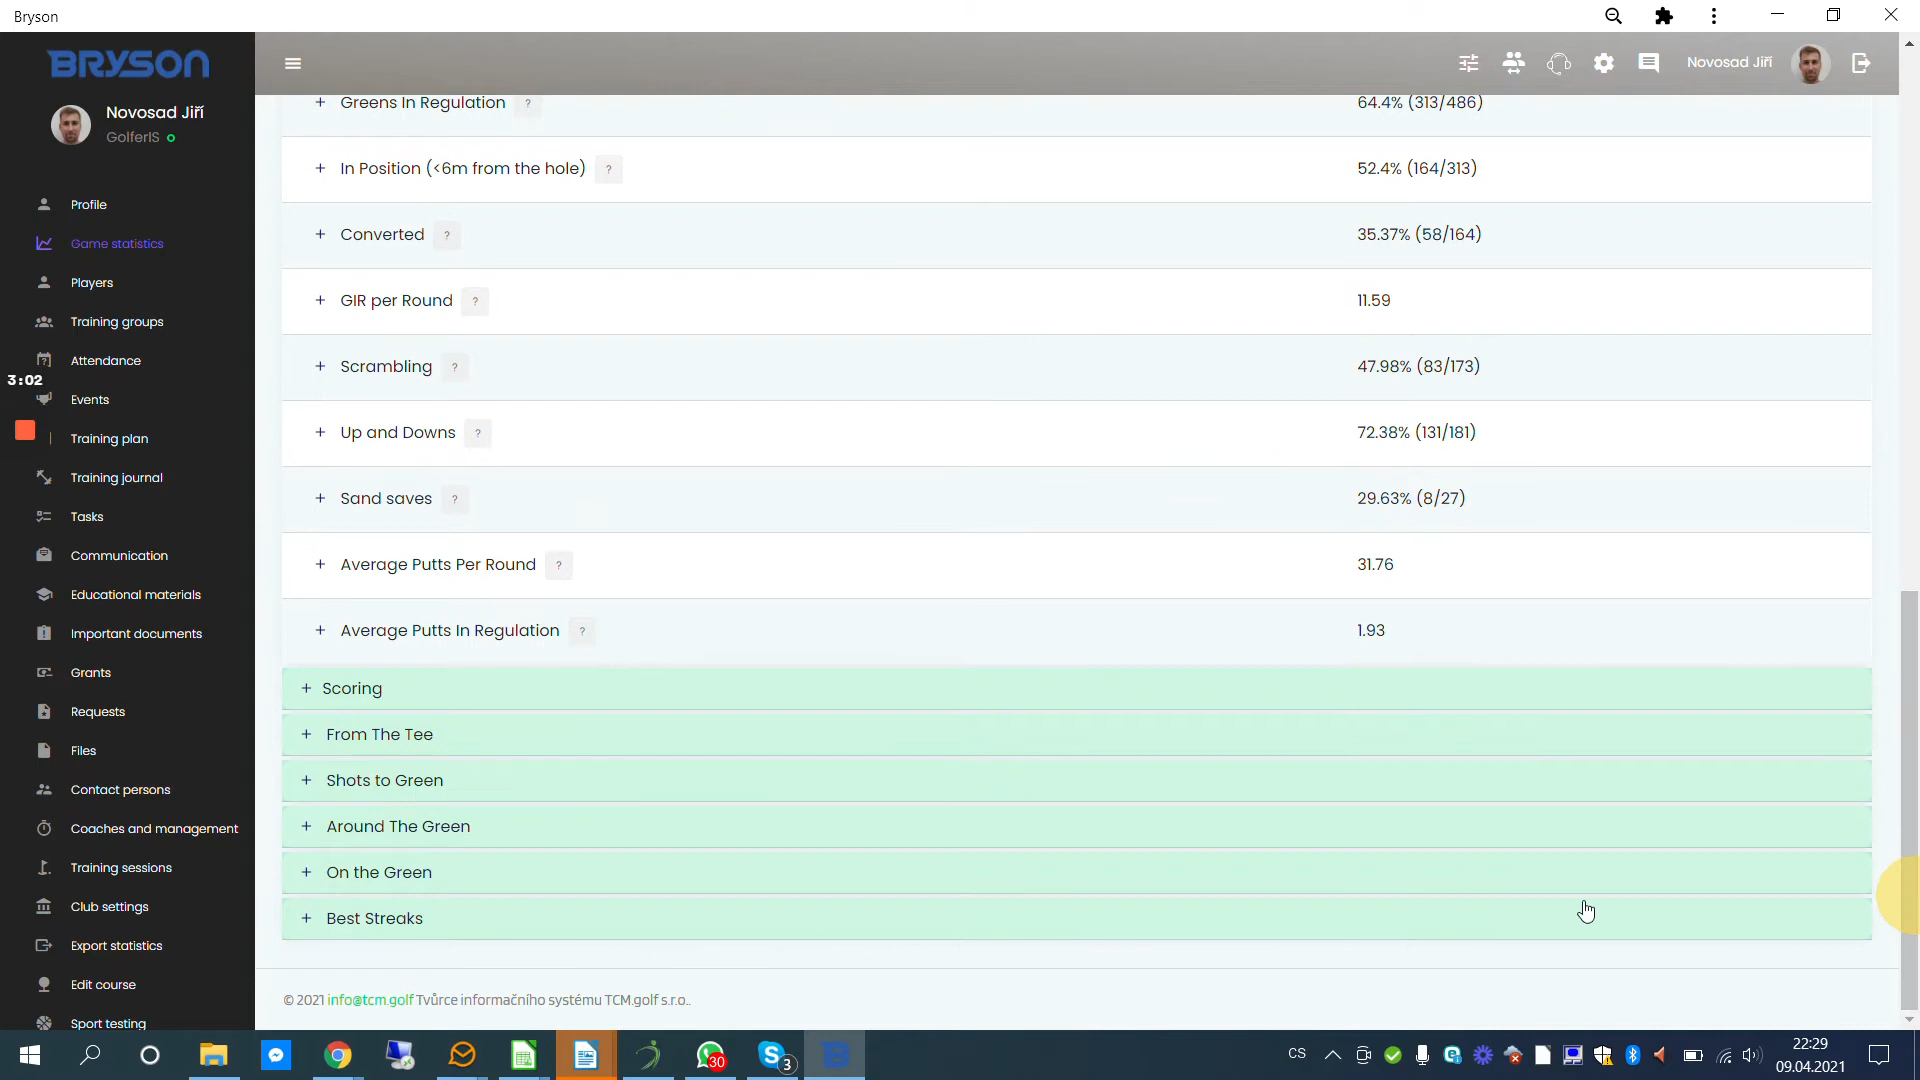 Bryson
BRYSON
Novosad Jiří
GolferIS
Profile
Game statistics
Players
Training groups
Attendance
3:02
Events
Training plan
Training journal
Tasks
Communication
Educational materials
Important documents
Grants
Requests
Files
Contact persons
Coaches and management
Training sessions
Club settings
Export statistics
Edit course
Sport testing
Novosad Jiří
+ Greens In Regulation ? 64.4% (313/486)
+ In Position (<6m from the hole) ? 52.4% (164/313)
+ Converted ? 35.37% (58/164)
+ GIR per Round ? 11.59
+ Scrambling ? 47.98% (83/173)
+ Up and Downs ? 72.38% (131/181)
+ Sand saves ? 29.63% (8/27)
+ Average Putts Per Round ? 31.76
+ Average Putts In Regulation ? 1.93
+ Scoring
+ From The Tee
+ Shots to Green
+ Around The Green
+ On the Green
+ Best Streaks
© 2021 info@tcm.golf Tvůrce informačního systému TCM.golf s.r.o..
30
3
CS
22:29
09.04.2021